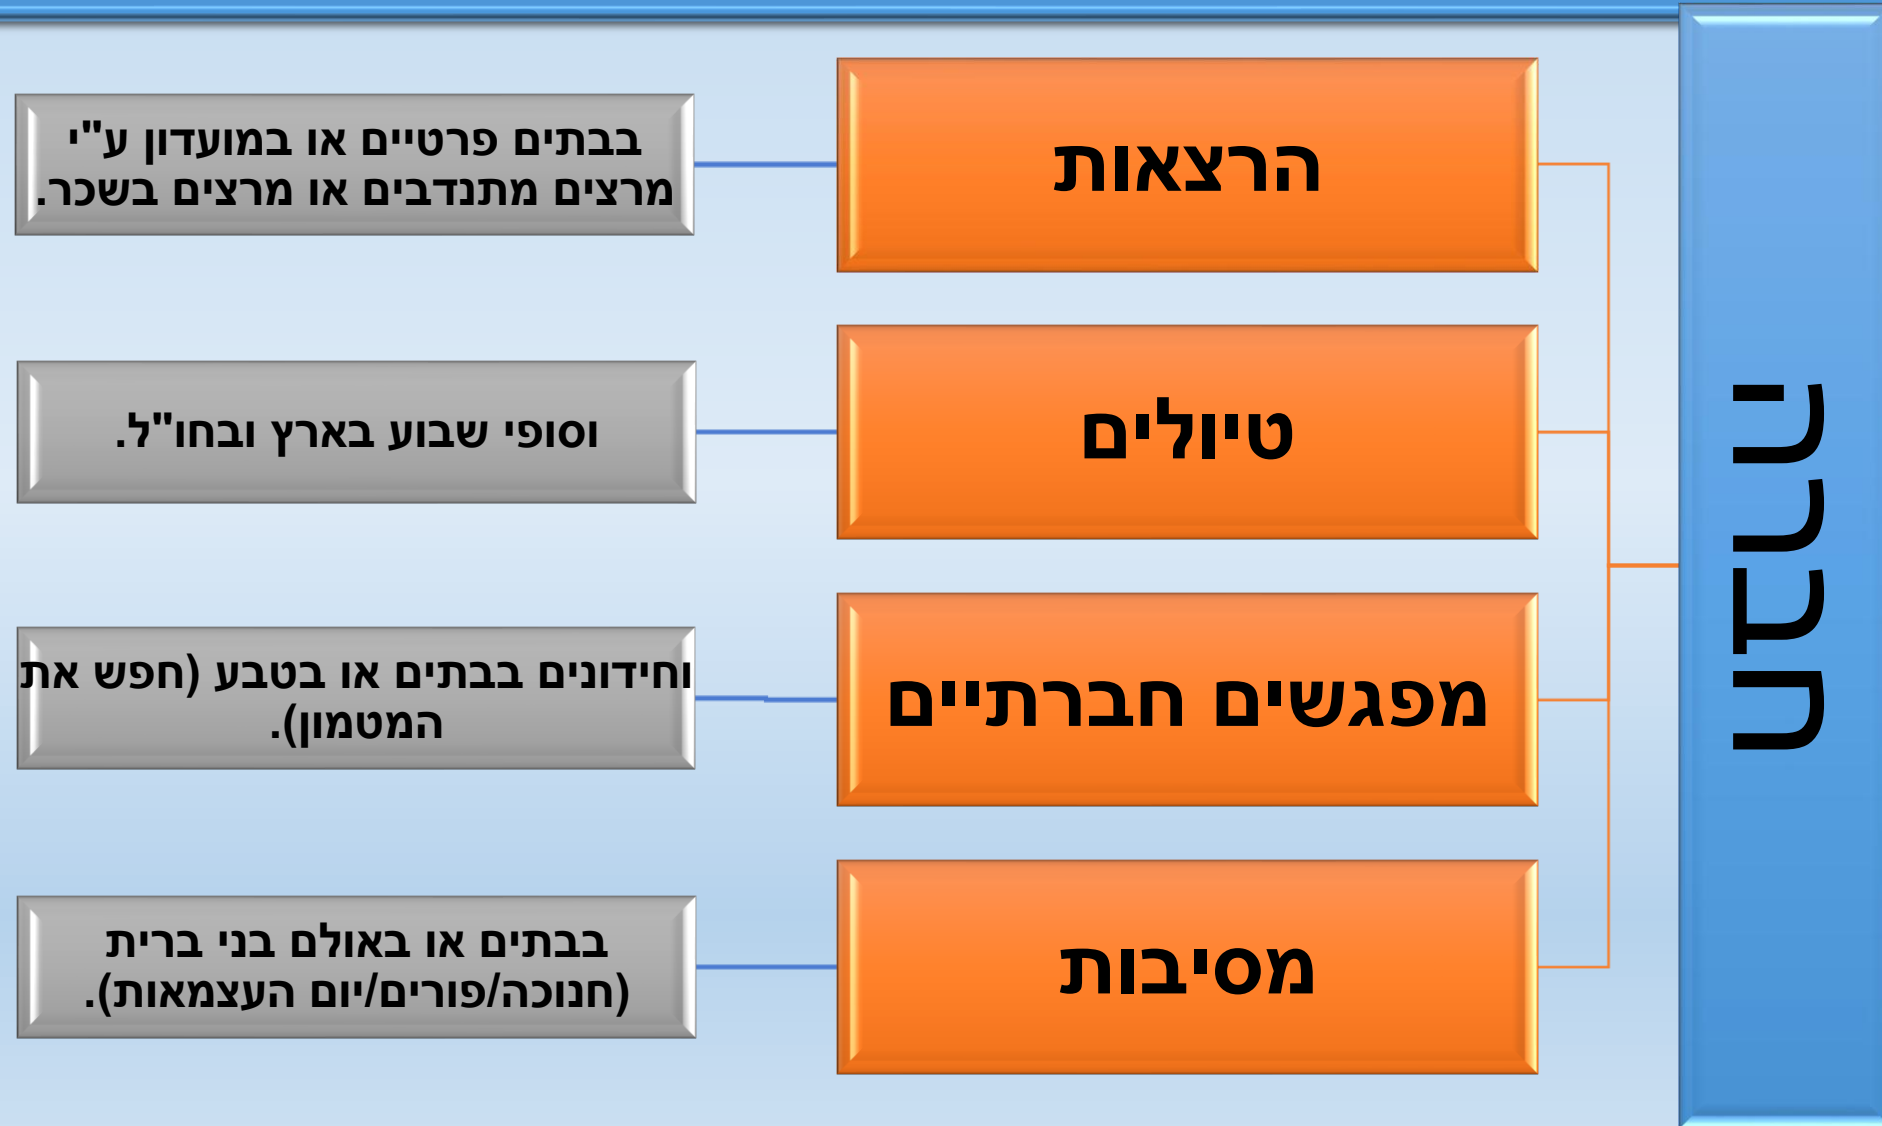 חברה
הרצאות
בבתים פרטיים או במועדון ע"י
מרצים מתנדבים או מרצים בשכר.
טיולים
וסופי שבוע בארץ ובחו"ל.
מפגשים חברתיים
וחידונים בבתים או בטבע (חפש את
המטמון).
מסיבות
בבתים או באולם בני ברית
(חנוכה/פורים/יום העצמאות).